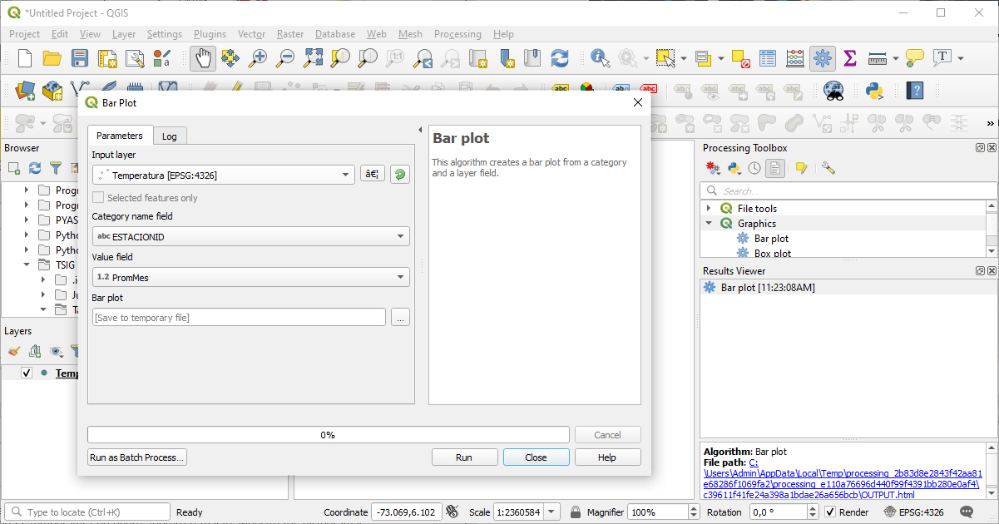 *Untitled Project - QGIS
Project Edit View Layer Settings Plugins Vector Raster Database Web Mesh Processing Help
1:1
T
abc abc abc
Bar Plot
Parameters Log
Input layer
Temperatura [EPSG:4326]
â€¦
Selected features only
Category name field
abc ESTACIONID
Value field
1.2 PromMes
Bar plot
[Save to temporary file]
...
Bar plot
This algorithm creates a bar plot from a category
and a layer field.
0%
Cancel
Run as Batch Process...
Run Close Help
Browser
Progr
Progr
PYAS
Pytho
Pytho
TSIG
.i
Ju
Ta
Layers
Temp
Processing Toolbox
Search...
File tools
Graphics
Bar plot
Box plot
Results Viewer
Bar plot [11:23:08AM]
Algorithm: Bar plot
File path: C:
\Users\Admin\AppData\Local\Temp\processing_2b83d8e2843f42aa81
e68286f1069fa2\processing_e110a76696d440f99f4391bb280e0af4\
c39611f41fe24a398a1bdae26a656bcb\OUTPUT.html
Type to locate (Ctrl+K) Ready Coordinate -73.069,6.102 Scale 1:2360584 Magnifier 100% Rotation 0,0 ° Render EPSG:4326